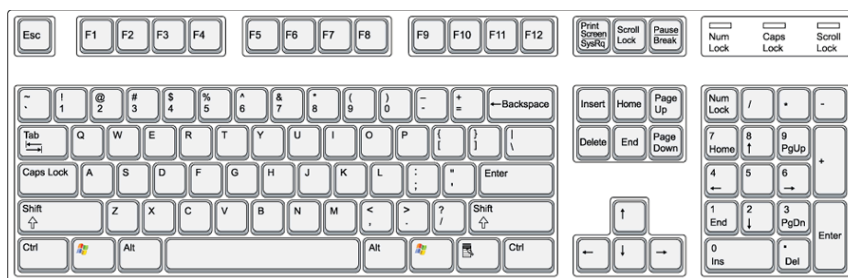 Esc F1 F2 F3 F4 F5 F6 F7 F8 F9 F10 F11 F12 Print Screen SysRq Scroll Lock Pause Break Num Lock Caps Lock Scroll Lock
~ ` ! 1 @ 2 # 3 $ 4 % 5 ^ 6 & 7 * 8 ( 9 ) 0 – - + = ←Backspace Insert Home Page Up Num Lock / • -
Tab Q W E R T Y U I O P { [ } ] | \ Delete End Page Down 7 Home 8 ↑ 9 PgUp +
Caps Lock A S D F G H J K L : ; " ' Enter 4 ← 5 6 →
Shift Z X C V B N M < , > . ? / Shift ↑ 1 End 2 ↓ 3 PgDn Enter
Ctrl Alt Alt Ctrl ← ↓ → 0 Ins • Del